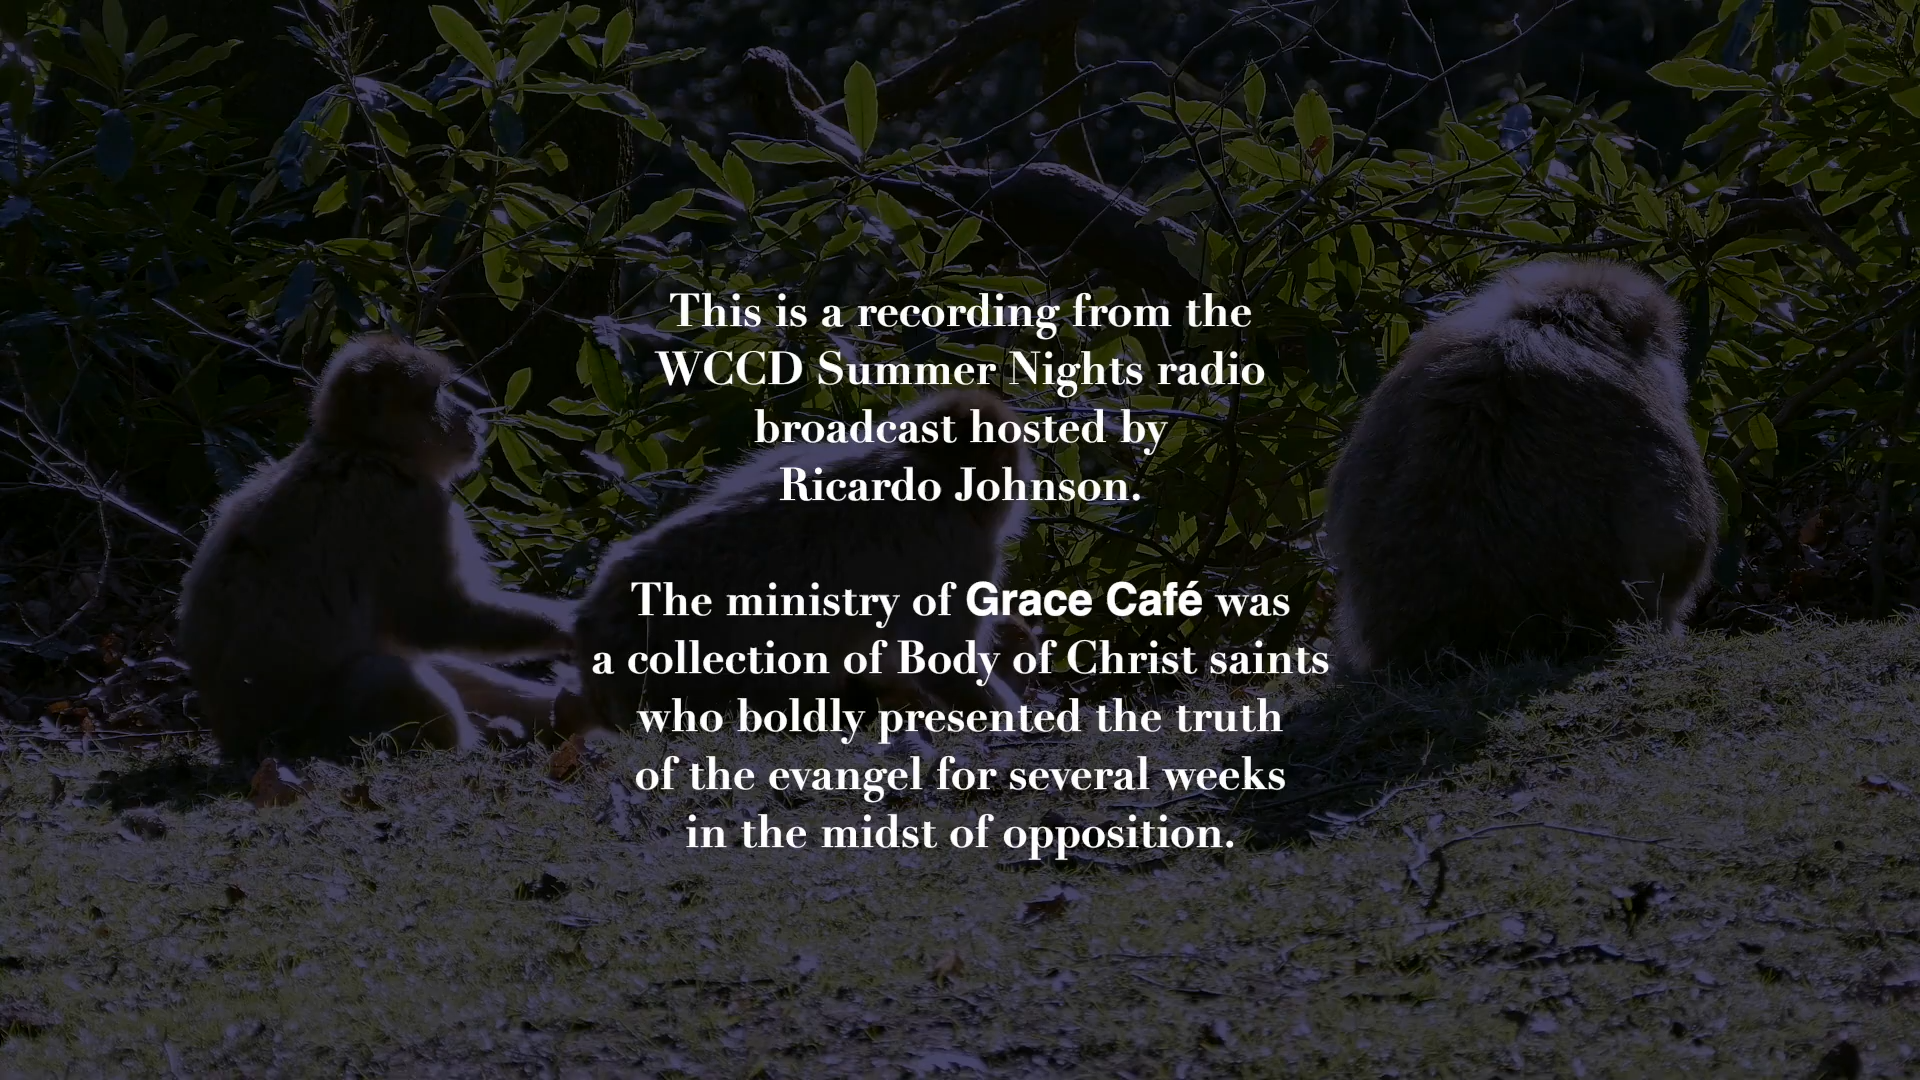 This is a recording from the
WCCD Summer Nights radio
broadcast hosted by
Ricardo Johnson.
The ministry of Grace Café was
a collection of Body of Christ saints
who boldly presented the truth
of the evangel for several weeks
in the midst of opposition.